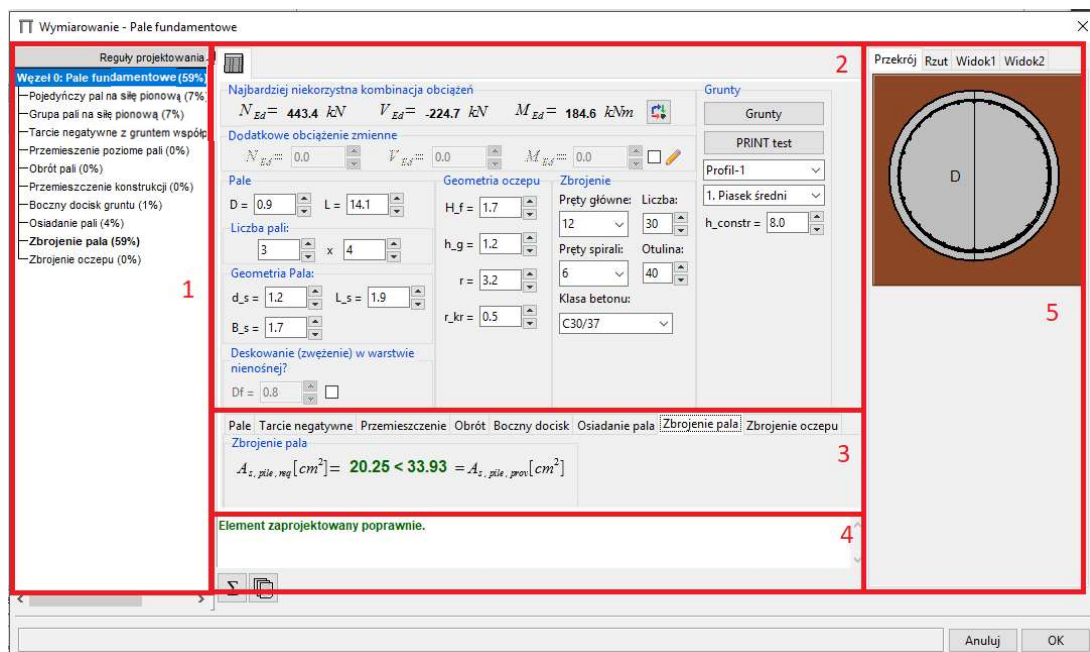 Wymiarowanie - Pale fundamentowe
Reguły projektowania
Węzeł 0: Pale fundamentowe (59%)
Pojedyńczy pal na siłę pionową (7%
Grupa pali na siłę pionową (7%)
Tarcie negatywne z gruntem współp
Przemieszenie poziome pali (0%)
Obrót pali (0%)
Przemieszczenie konstrukcji (0%)
Boczny docisk gruntu (1%)
Osiadanie pali (4%)
Zbrojenie pala (59%)
Zbrojenie oczepu (0%)
1
2
Najbardziej niekorzystna kombinacja obciążeń
N Ed = 443.4 kN V Ed = -224.7 kN M Ed = 184.6 kNm
Dodatkowe obciążenie zmienne
N Ed = 0.0 V Ed = 0.0 M Ed = 0.0
Pale
D = 0.9 L = 14.1
Liczba pali:
3 x 4
Geometria Pala:
d_s = 1.2 L_s = 1.9
B_s = 1.7
Deskowanie (zwężenie) w warstwie
nienośnej?
Df = 0.8
Geometria oczepu
H_f = 1.7
h_g = 1.2
r = 3.2
r_kr = 0.5
Zbrojenie
Pręty główne: Liczba:
12 30
Pręty spirali: Otulina:
6 40
Klasa betonu:
C30/37
Grunty
Grunty
PRINT test
Profil-1
1. Piasek średni
h_constr = 8.0
Pale Tarcie negatywne Przemieszczenie Obrót Boczny docisk Osiadanie pala Zbrojenie pala Zbrojenie oczepu
Zbrojenie pala
A s, pile, req [cm²] = 20.25 < 33.93 = A s, pile, prov [cm²]
3
Element zaprojektowany poprawnie.
4
Σ
Przekrój Rzut Widok1 Widok2
D
5
Anuluj OK